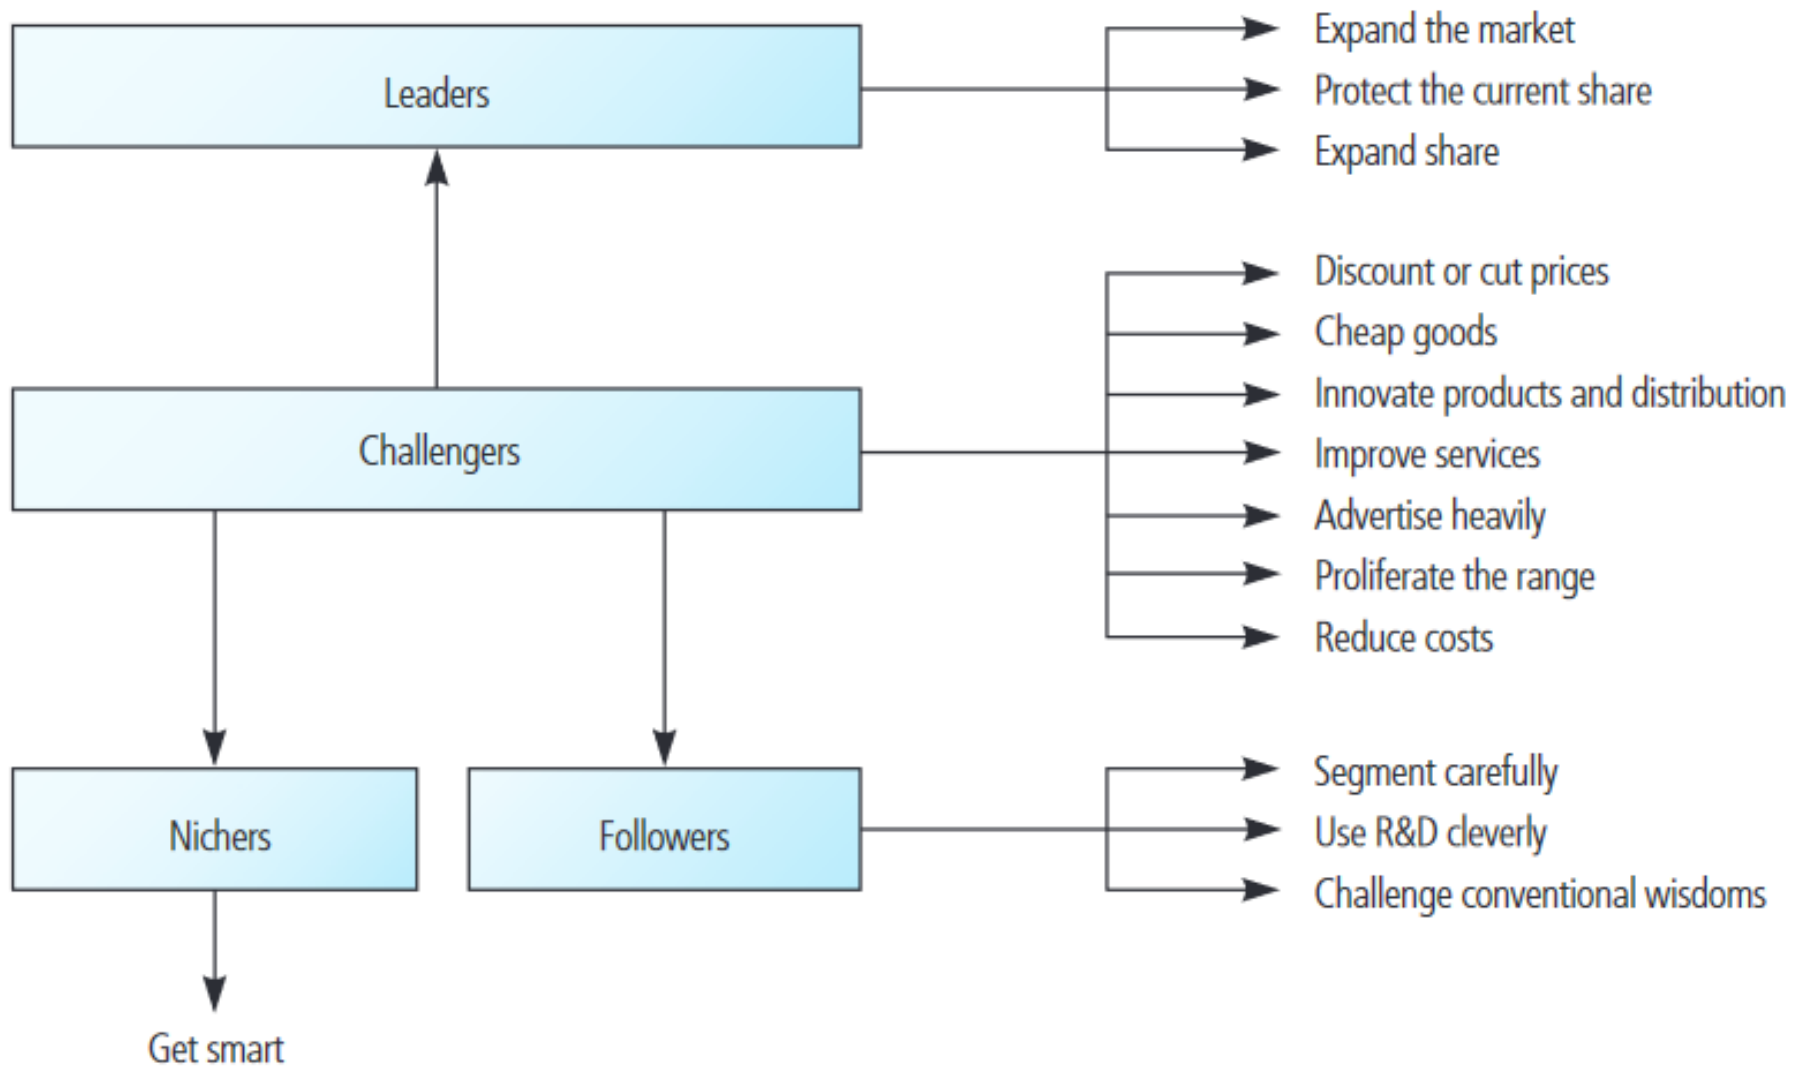 Leaders
Expand the market
Protect the current share
Expand share
Challengers
Discount or cut prices
Cheap goods
Innovate products and distribution
Improve services
Advertise heavily
Proliferate the range
Reduce costs
Nichers
Followers
Segment carefully
Use R&D cleverly
Challenge conventional wisdoms
Get smart